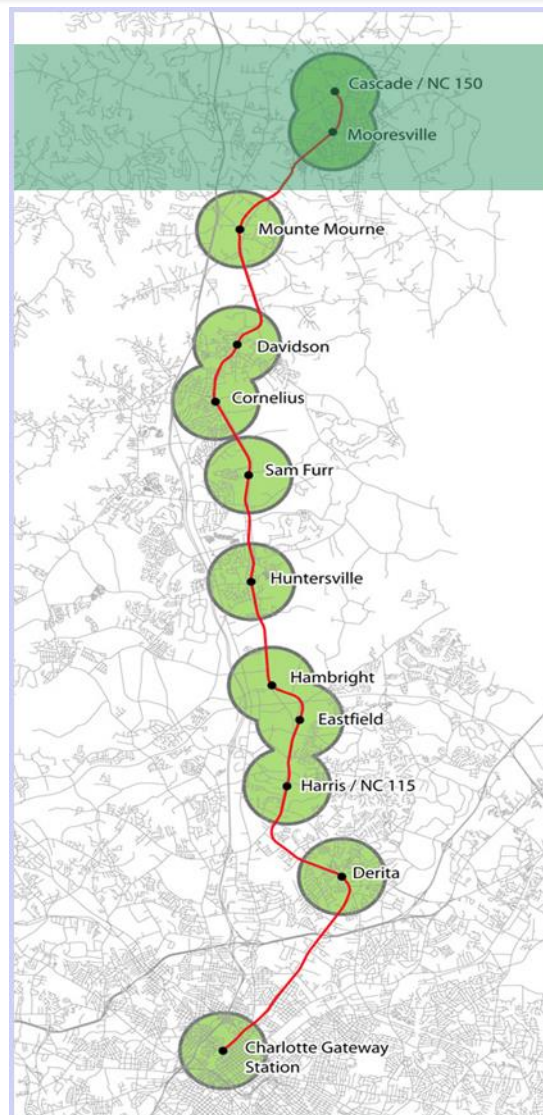 Cascade / NC 150
Mooresville
Mounte Mourne
Davidson
Cornelius
Sam Furr
Huntersville
Hambright
Eastfield
Harris / NC 115
Derita
Charlotte Gateway
Station